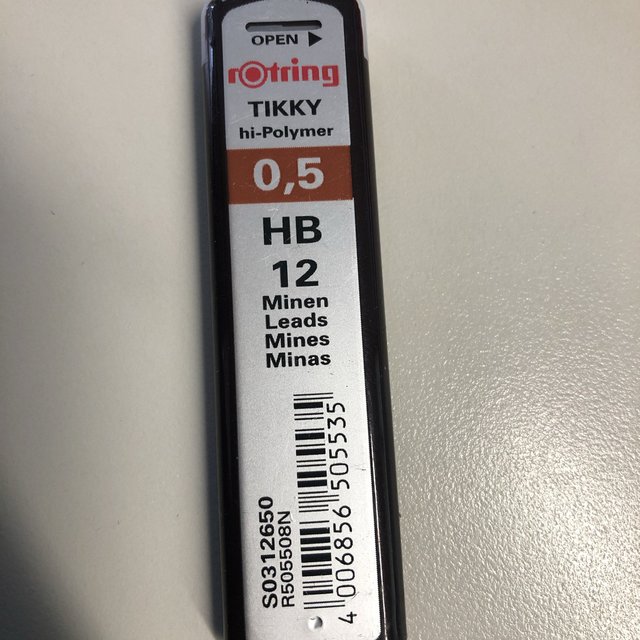 OPEN ▶
rotring
TIKKY
hi-Polymer
0,5
HB
12
Minen
Leads
Mines
Minas
S0312650
R505508N
4 006856 505535